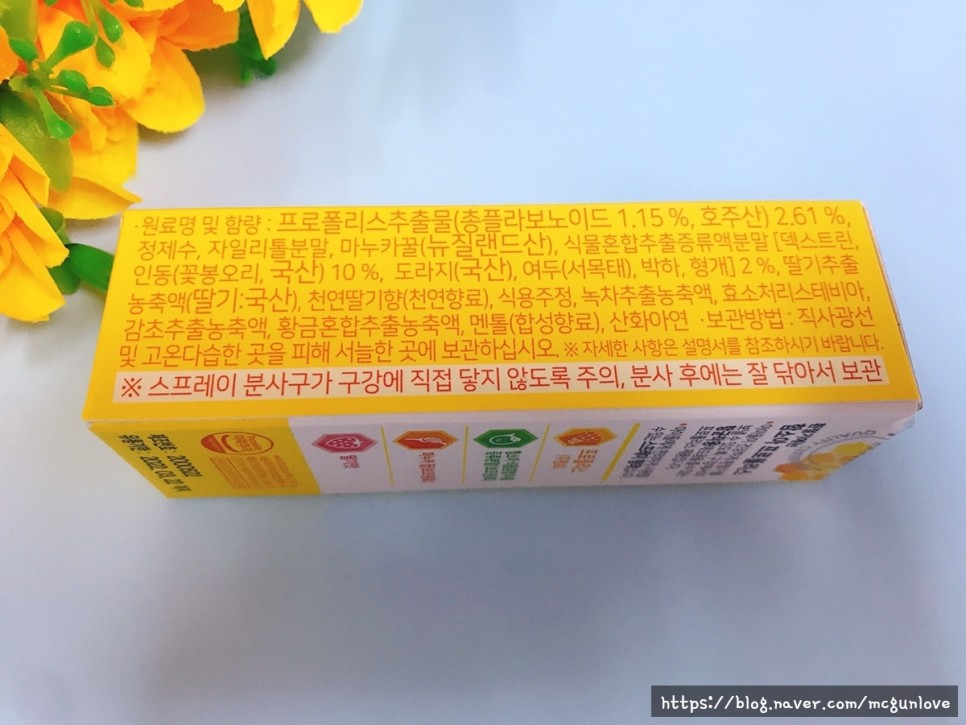 ·원료명 및 함량 : 프로폴리스추출물(총플라보노이드 1.15 %, 호주산) 2.61 %,
정제수, 자일리톨분말, 마누카꿀(뉴질랜드산), 식물혼합추출증류액분말 [덱스트린,
인동(꽃봉오리, 국산) 10 %, 도라지(국산), 여두(서목태), 박하, 형개] 2 %, 딸기추출
농축액(딸기:국산), 천연딸기향(천연향료), 식용주정, 녹차추출농축액, 효소처리스테비아,
감초추출농축액, 황금혼합추출농축액, 멘톨(합성향료), 산화아연 ·보관방법 : 직사광선
및 고온다습한 곳을 피해 서늘한 곳에 보관하십시오. ※ 자세한 사항은 설명서를 참조하시기 바랍니다.
※ 스프레이 분사구가 구강에 직접 닿지 않도록 주의, 분사 후에는 잘 닦아서 보관
QUALITY
https://blog.naver.com/mcgunlove